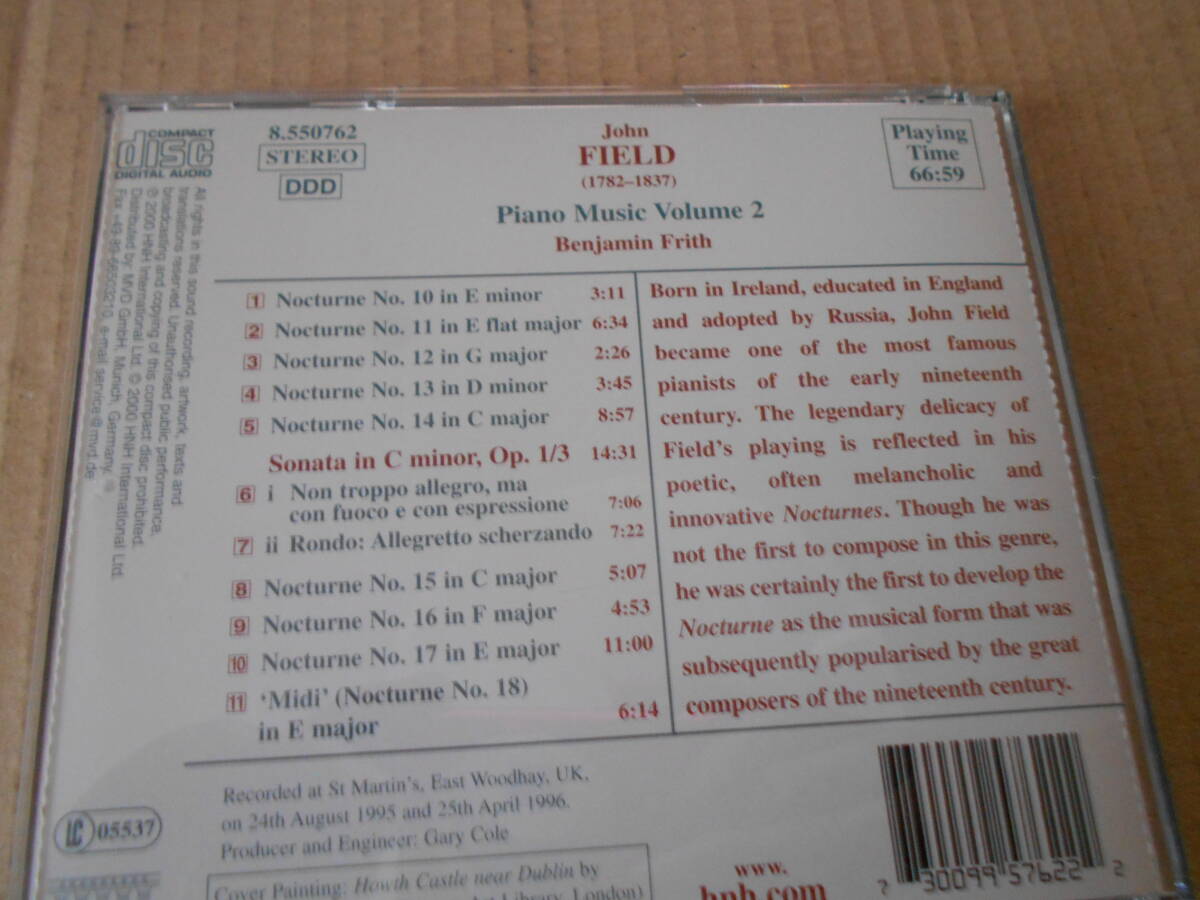 COMPACT
disc
DIGITAL AUDIO
8.550762
STEREO
DDD
John
FIELD
(1782–1837)
Piano Music Volume 2
Benjamin Frith
Playing
Time
66:59
1 Nocturne No. 10 in E minor 3:11
2 Nocturne No. 11 in E flat major 6:34
3 Nocturne No. 12 in G major 2:26
4 Nocturne No. 13 in D minor 3:45
5 Nocturne No. 14 in C major 8:57
Sonata in C minor, Op. 1/3 14:31
6 i Non troppo allegro, ma
con fuoco e con espressione 7:06
7 ii Rondo: Allegretto scherzando 7:22
8 Nocturne No. 15 in C major 5:07
9 Nocturne No. 16 in F major 4:53
10 Nocturne No. 17 in E major 11:00
11 ‘Midi’ (Nocturne No. 18)
in E major 6:14
Born in Ireland, educated in England
and adopted by Russia, John Field
became one of the most famous
pianists of the early nineteenth
century. The legendary delicacy of
Field's playing is reflected in his
poetic, often melancholic and
innovative Nocturnes. Though he was
not the first to compose in this genre,
he was certainly the first to develop the
Nocturne as the musical form that was
subsequently popularised by the great
composers of the nineteenth century.
All rights in this sound recording, artwork, texts and
translations reserved. Unauthorised public performance,
broadcasting and copying of this compact disc prohibited.
℗ 2000 HNH International Ltd. © 2000 HNH International Ltd.
Distributed by: MVD GmbH, Munich, Germany,
Fax +49-89-66503210, e-mail service@mvd.de
Recorded at St Martin's, East Woodhay, UK,
on 24th August 1995 and 25th April 1996.
Producer and Engineer: Gary Cole
Cover Painting: Howth Castle near Dublin by
Library, London)
LC 05537
www.
hnh.com
7 30099 57622 2